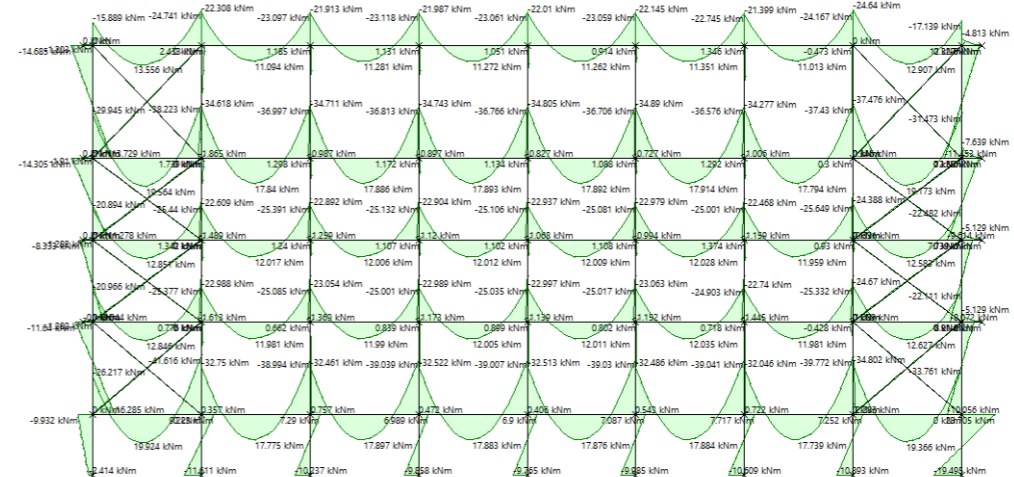 -15.889 kNm -24.741 kNm -22.308 kNm -23.097 kNm -21.913 kNm -23.118 kNm -21.987 kNm -23.061 kNm -22.01 kNm -23.059 kNm -22.145 kNm -22.745 kNm -21.399 kNm -24.167 kNm -24.64 kNm -17.139 kNm -4.813 kNm
1.185 kNm 1.131 kNm 1.051 kNm 0.914 kNm 1.346 kNm -0.473 kNm 0 kNm
13.556 kNm 11.094 kNm 11.281 kNm 11.272 kNm 11.262 kNm 11.351 kNm 11.013 kNm 12.907 kNm
-29.945 kNm -38.223 kNm -34.618 kNm -36.997 kNm -34.711 kNm -36.813 kNm -34.743 kNm -36.766 kNm -34.805 kNm -36.706 kNm -34.89 kNm -36.576 kNm -34.277 kNm -37.43 kNm -37.476 kNm -31.473 kNm
-7.639 kNm
-14.305 kNm -1.865 kNm -0.987 kNm -0.897 kNm -0.827 kNm -0.727 kNm -1.006 kNm
1.298 kNm 1.172 kNm 1.134 kNm 1.088 kNm 1.292 kNm 0.3 kNm
19.564 kNm 17.84 kNm 17.886 kNm 17.893 kNm 17.892 kNm 17.914 kNm 17.794 kNm 19.173 kNm
-20.894 kNm -25.44 kNm -22.609 kNm -25.391 kNm -22.892 kNm -25.132 kNm -22.904 kNm -25.106 kNm -22.937 kNm -25.081 kNm -22.979 kNm -25.001 kNm -22.468 kNm -25.649 kNm -24.388 kNm -22.482 kNm -5.129 kNm
-1.489 kNm -1.259 kNm -1.12 kNm -1.068 kNm -0.994 kNm -1.159 kNm
1.24 kNm 1.107 kNm 1.102 kNm 1.108 kNm 1.374 kNm 0.93 kNm
12.851 kNm 12.017 kNm 12.006 kNm 12.012 kNm 12.009 kNm 12.028 kNm 11.959 kNm 12.583 kNm
-20.966 kNm -25.377 kNm -22.988 kNm -25.085 kNm -23.054 kNm -25.001 kNm -22.989 kNm -25.035 kNm -22.997 kNm -25.017 kNm -23.063 kNm -24.903 kNm -22.74 kNm -25.332 kNm -24.67 kNm -22.111 kNm -5.129 kNm
-1.613 kNm -1.369 kNm -1.173 kNm -1.139 kNm -1.152 kNm -1.445 kNm
0.662 kNm 0.839 kNm 0.899 kNm 0.802 kNm 0.718 kNm -0.428 kNm
12.846 kNm 11.981 kNm 11.99 kNm 12.005 kNm 12.011 kNm 12.035 kNm 11.981 kNm 12.627 kNm
-26.217 kNm -41.616 kNm -32.75 kNm -38.994 kNm -32.461 kNm -39.039 kNm -32.522 kNm -39.007 kNm -32.513 kNm -39.03 kNm -32.486 kNm -39.041 kNm -32.046 kNm -39.772 kNm -34.802 kNm -33.761 kNm
0.357 kNm 0.757 kNm 0.472 kNm 0.406 kNm 0.543 kNm 0.722 kNm -10.056 kNm
-9.932 kNm 7.29 kNm 6.989 kNm 6.9 kNm 7.087 kNm 7.717 kNm 7.252 kNm
19.924 kNm 17.775 kNm 17.897 kNm 17.883 kNm 17.876 kNm 17.884 kNm 17.739 kNm 19.366 kNm
-2.414 kNm -11.411 kNm -10.237 kNm -9.858 kNm -9.765 kNm -9.985 kNm -10.609 kNm -10.893 kNm -19.495 kNm